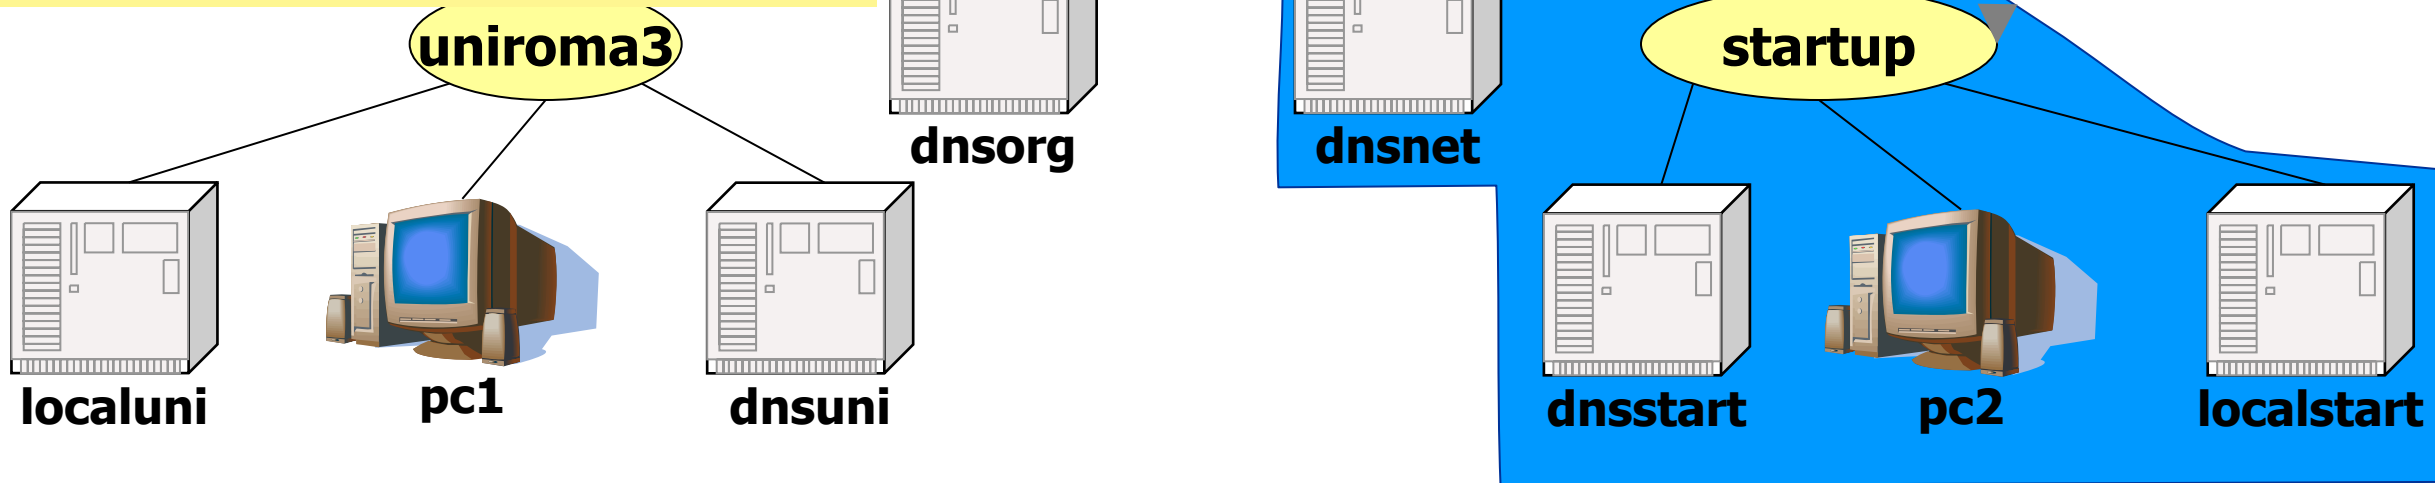 uniroma3
startup
dnsorg
dnsnet
localuni
pc1
dnsuni
dnsstart
pc2
localstart